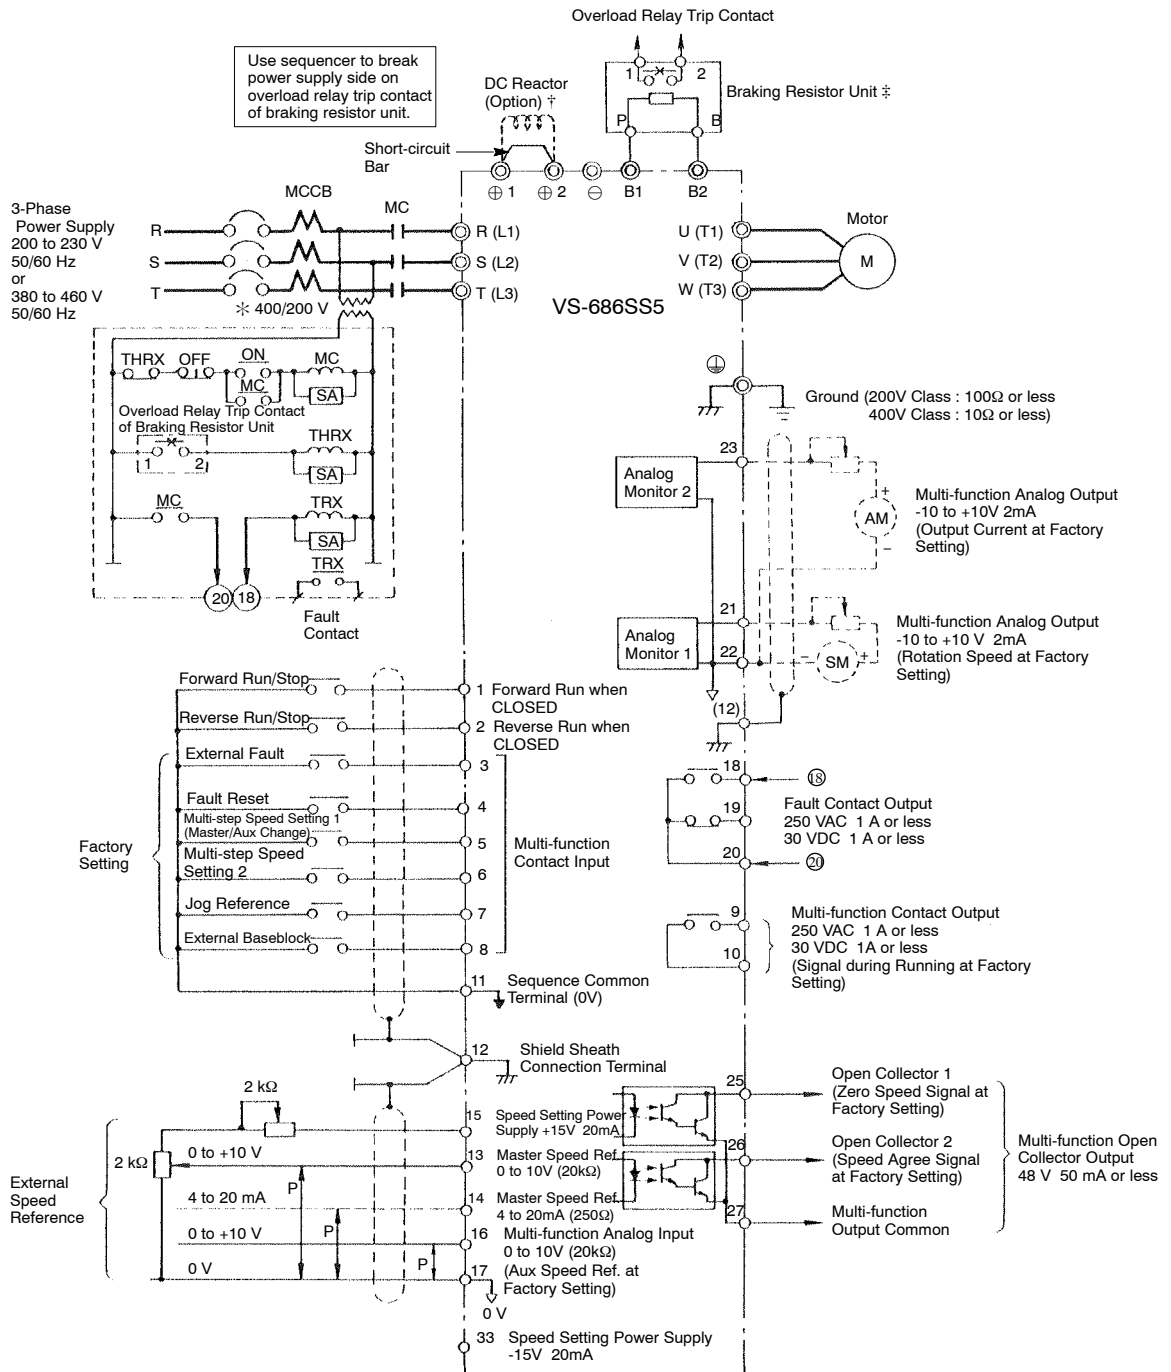 Overload Relay Trip Contact
Use sequencer to break
power supply side on
overload relay trip contact
of braking resistor unit.
DC Reactor
(Option) †
1
2
Braking Resistor Unit ‡
P
B
Short-circuit
Bar
⊕ 1
⊕ 2
⊖
B1
B2
3-Phase
Power Supply
200 to 230 V
50/60 Hz
or
380 to 460 V
50/60 Hz
MCCB
MC
R
S
T
R (L1)
S (L2)
T (L3)
U (T1)
V (T2)
W (T3)
Motor
M
VS-686SS5
* 400/200 V
THRX
OFF
ON
MC
MC
SA
Overload Relay Trip Contact
of Braking Resistor Unit
1
2
THRX
SA
MC
TRX
SA
TRX
20
18
Fault
Contact
Ground (200V Class : 100Ω or less
400V Class : 10Ω or less)
23
Analog
Monitor 2
+
AM
−
Multi-function Analog Output
-10 to +10V 2mA
(Output Current at Factory
Setting)
21
Analog
Monitor 1
22
−
SM
+
Multi-function Analog Output
-10 to +10 V 2mA
(Rotation Speed at Factory
Setting)
(12)
Forward Run/Stop
1 Forward Run when
CLOSED
Reverse Run/Stop
2 Reverse Run when
CLOSED
External Fault
3
Fault Reset
4
Multi-step Speed Setting 1
(Master/Aux Change)
5
Multi-step Speed
Setting 2
6
Jog Reference
7
External Baseblock
8
Factory
Setting
Multi-function
Contact Input
11
Sequence Common
Terminal (0V)
18
⑱
19
Fault Contact Output
250 VAC 1 A or less
30 VDC 1 A or less
20
⑳
9
10
Multi-function Contact Output
250 VAC 1 A or less
30 VDC 1A or less
(Signal during Running at Factory
Setting)
12
Shield Sheath
Connection Terminal
2 kΩ
15
Speed Setting Power
Supply +15V 20mA
2 kΩ
0 to +10 V
13
Master Speed Ref.
0 to 10V (20kΩ)
P
External
Speed
Reference
4 to 20 mA
14
Master Speed Ref.
4 to 20mA (250Ω)
P
0 to +10 V
16
Multi-function Analog Input
0 to 10V (20kΩ)
(Aux Speed Ref. at
Factory Setting)
P
0 V
17
0 V
33 Speed Setting Power Supply
-15V 20mA
25
Open Collector 1
(Zero Speed Signal at
Factory Setting)
26
Open Collector 2
(Speed Agree Signal
at Factory Setting)
27
Multi-function
Output Common
Multi-function Open
Collector Output
48 V 50 mA or less